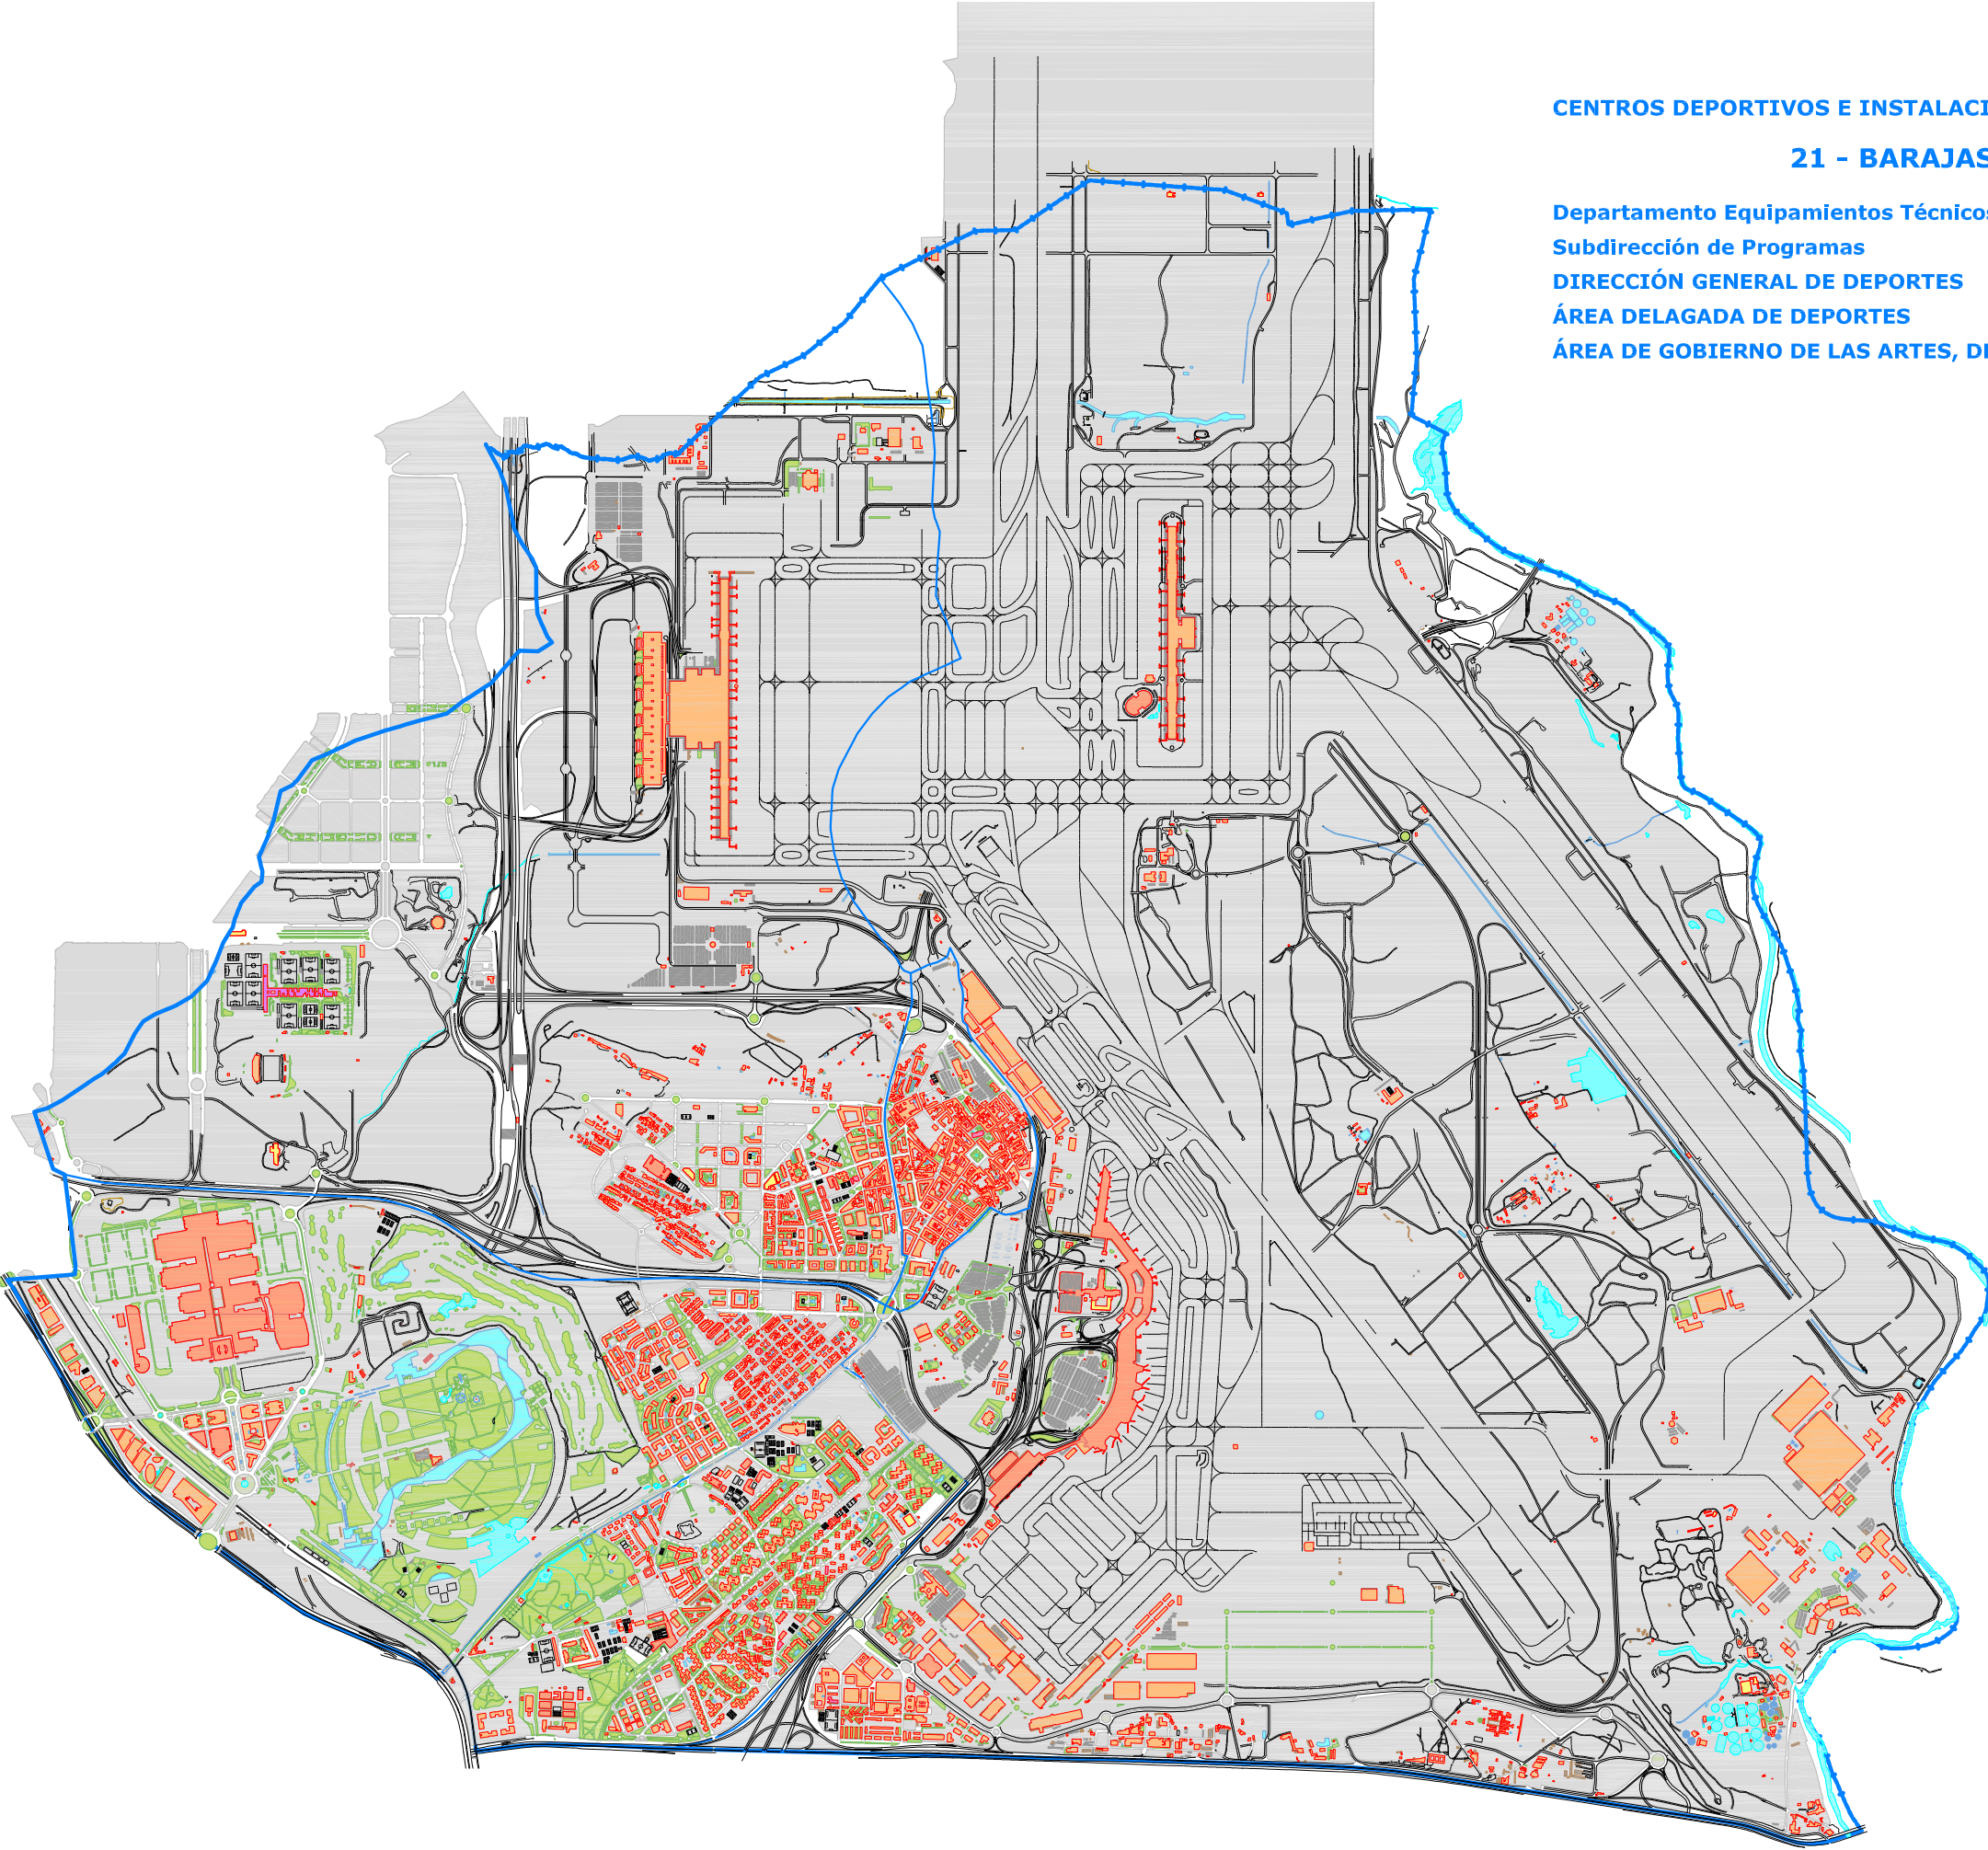 CENTROS DEPORTIVOS E INSTALACI
21 - BARAJAS
Departamento Equipamientos Técnicos
Subdirección de Programas
DIRECCIÓN GENERAL DE DEPORTES
ÁREA DELAGADA DE DEPORTES
ÁREA DE GOBIERNO DE LAS ARTES, DE